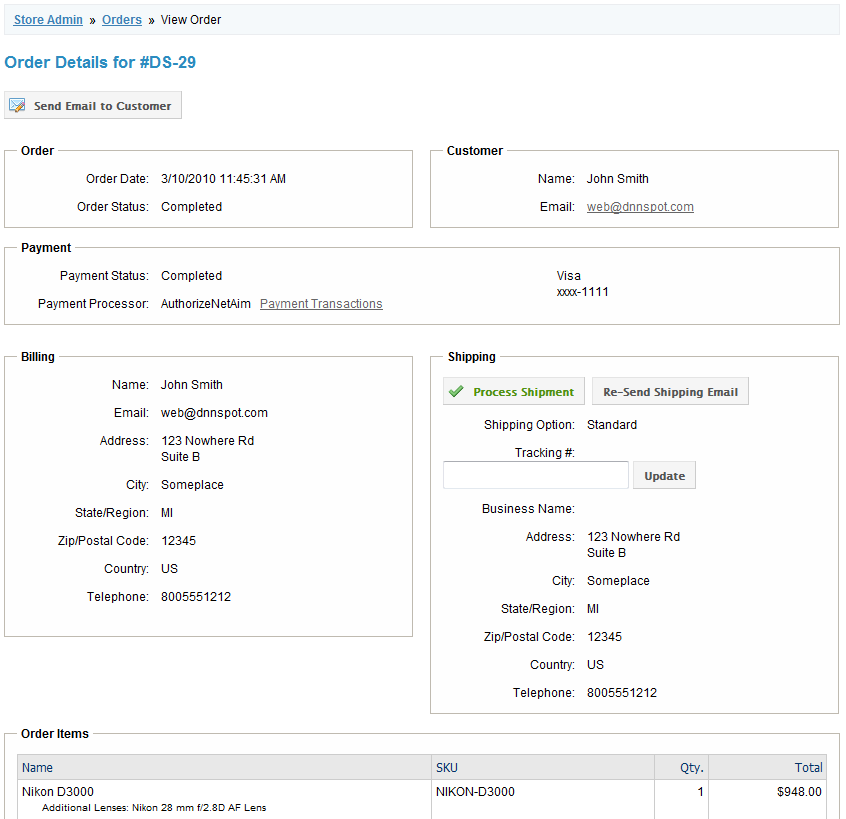 Store Admin » Orders » View Order
Order Details for #DS-29
Send Email to Customer
Order
Order Date: 3/10/2010 11:45:31 AM
Order Status: Completed
Customer
Name: John Smith
Email: web@dnnspot.com
Payment
Payment Status: Completed
Payment Processor: AuthorizeNetAim Payment Transactions
Visa
xxxx-1111
Billing
Name: John Smith
Email: web@dnnspot.com
Address: 123 Nowhere Rd
Suite B
City: Someplace
State/Region: MI
Zip/Postal Code: 12345
Country: US
Telephone: 8005551212
Shipping
Process Shipment Re-Send Shipping Email
Shipping Option: Standard
Tracking #:
Update
Business Name:
Address: 123 Nowhere Rd
Suite B
City: Someplace
State/Region: MI
Zip/Postal Code: 12345
Country: US
Telephone: 8005551212
Order Items
Name SKU Qty. Total
Nikon D3000 NIKON-D3000 1 $948.00
Additional Lenses: Nikon 28 mm f/2.8D AF Lens